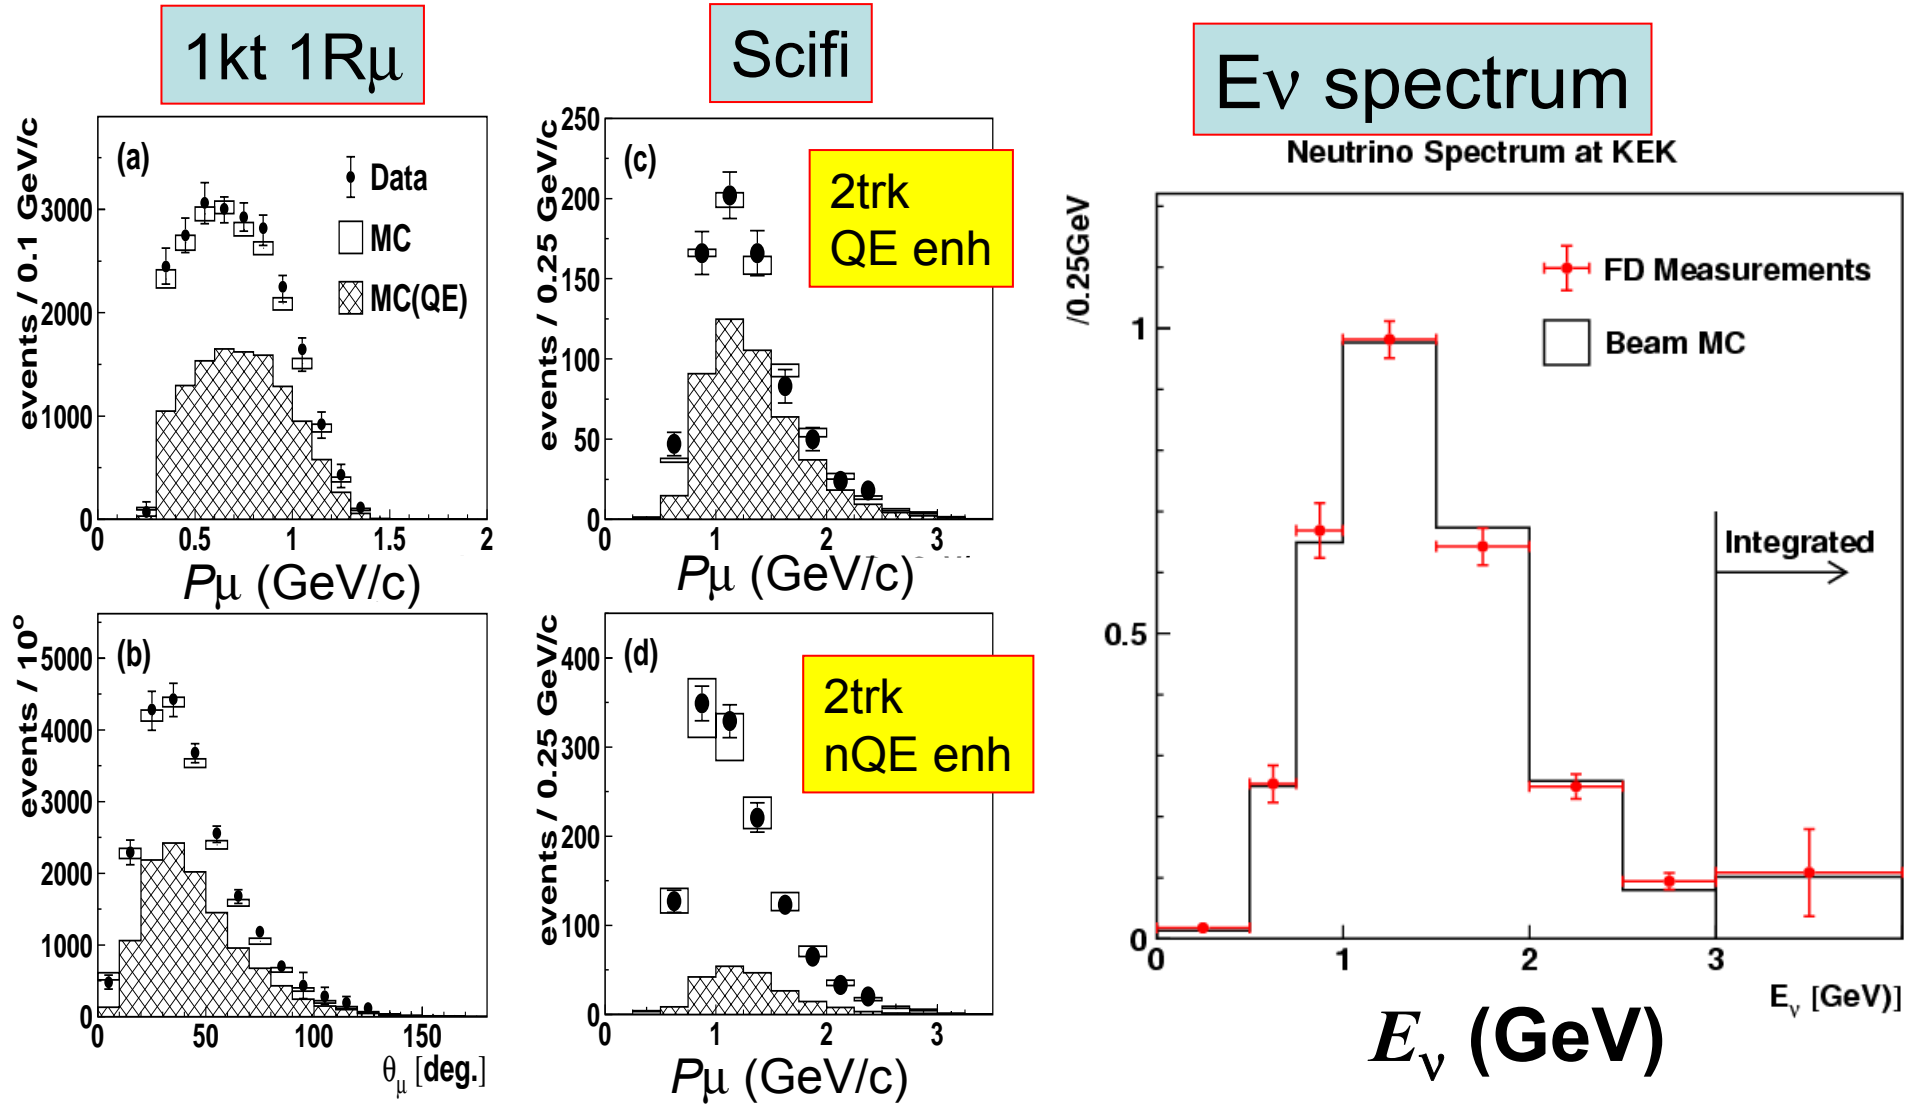 1kt 1Rμ
Scifi
Eν spectrum
(a)
Data
MC
MC(QE)
events / 0.1 GeV/c
3000
2000
1000
0
0 0.5 1 1.5 2
Pμ (GeV/c)
(b)
events / 10°
5000
4000
3000
2000
1000
0
0 50 100 150
θμ [deg.]
(c)
2trk
QE enh
events / 0.25 GeV/c
250
200
150
100
50
0
0 1 2 3
Pμ (GeV/c)
(d)
2trk
nQE enh
events / 0.25 GeV/c
400
300
200
100
0
0 1 2 3
Pμ (GeV/c)
Neutrino Spectrum at KEK
/0.25GeV
FD Measurements
Beam MC
Integrated
1
0.5
0
0 1 2 3
Eν [GeV)]
Eν (GeV)